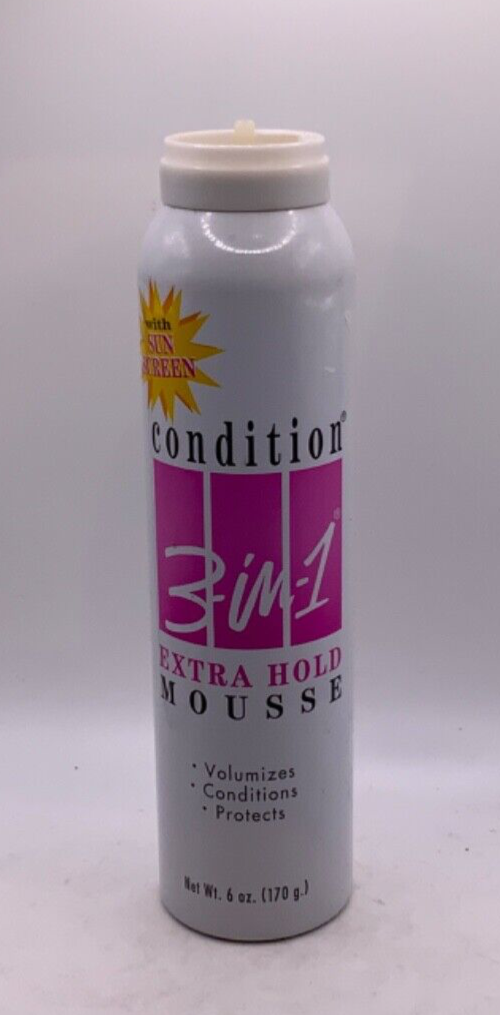 with
SUN
SCREEN
condition®
3-in-1®
EXTRA HOLD
MOUSSE
• Volumizes
• Conditions
• Protects
Net Wt. 6 oz. (170 g.)